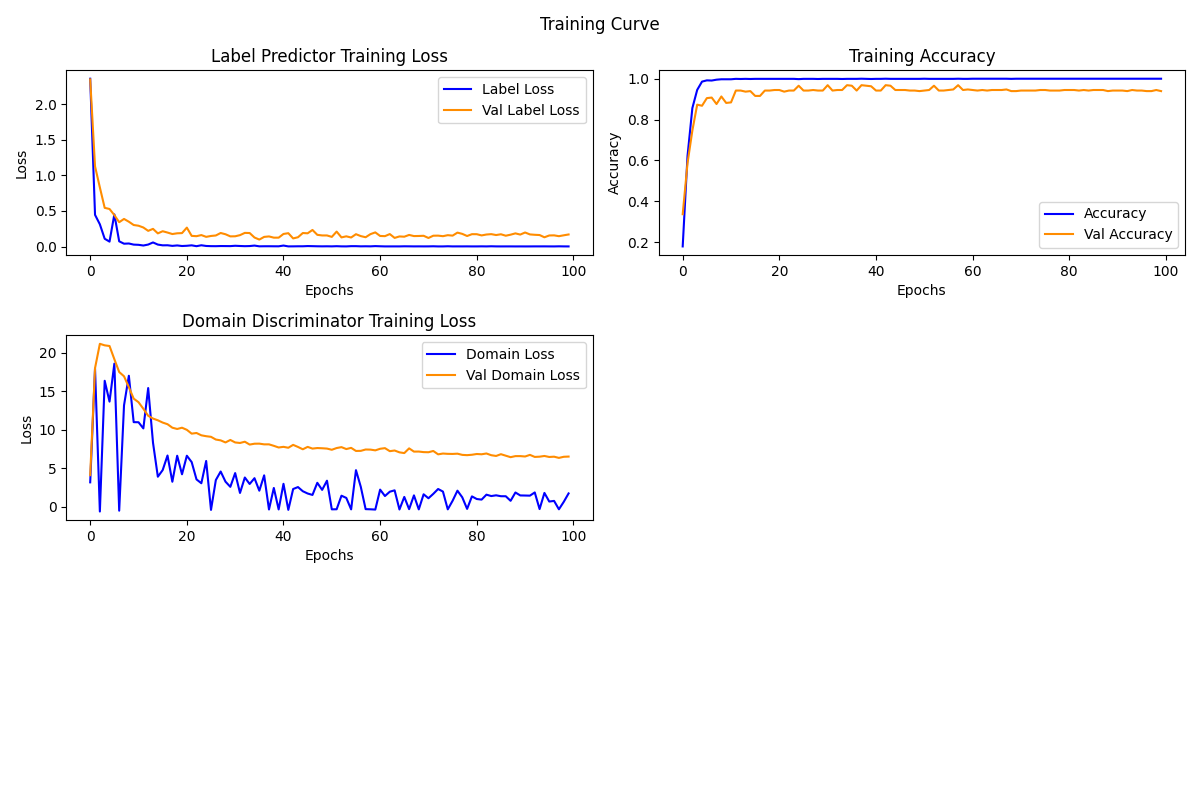 Training Curve
Label Predictor Training Loss
Loss
2.0
1.5
1.0
0.5
0.0
Label Loss
Val Label Loss
0 20 40 60 80 100
Epochs
Training Accuracy
Accuracy
1.0
0.8
0.6
0.4
0.2
Accuracy
Val Accuracy
0 20 40 60 80 100
Epochs
Domain Discriminator Training Loss
Loss
20
15
10
5
0
Domain Loss
Val Domain Loss
0 20 40 60 80 100
Epochs